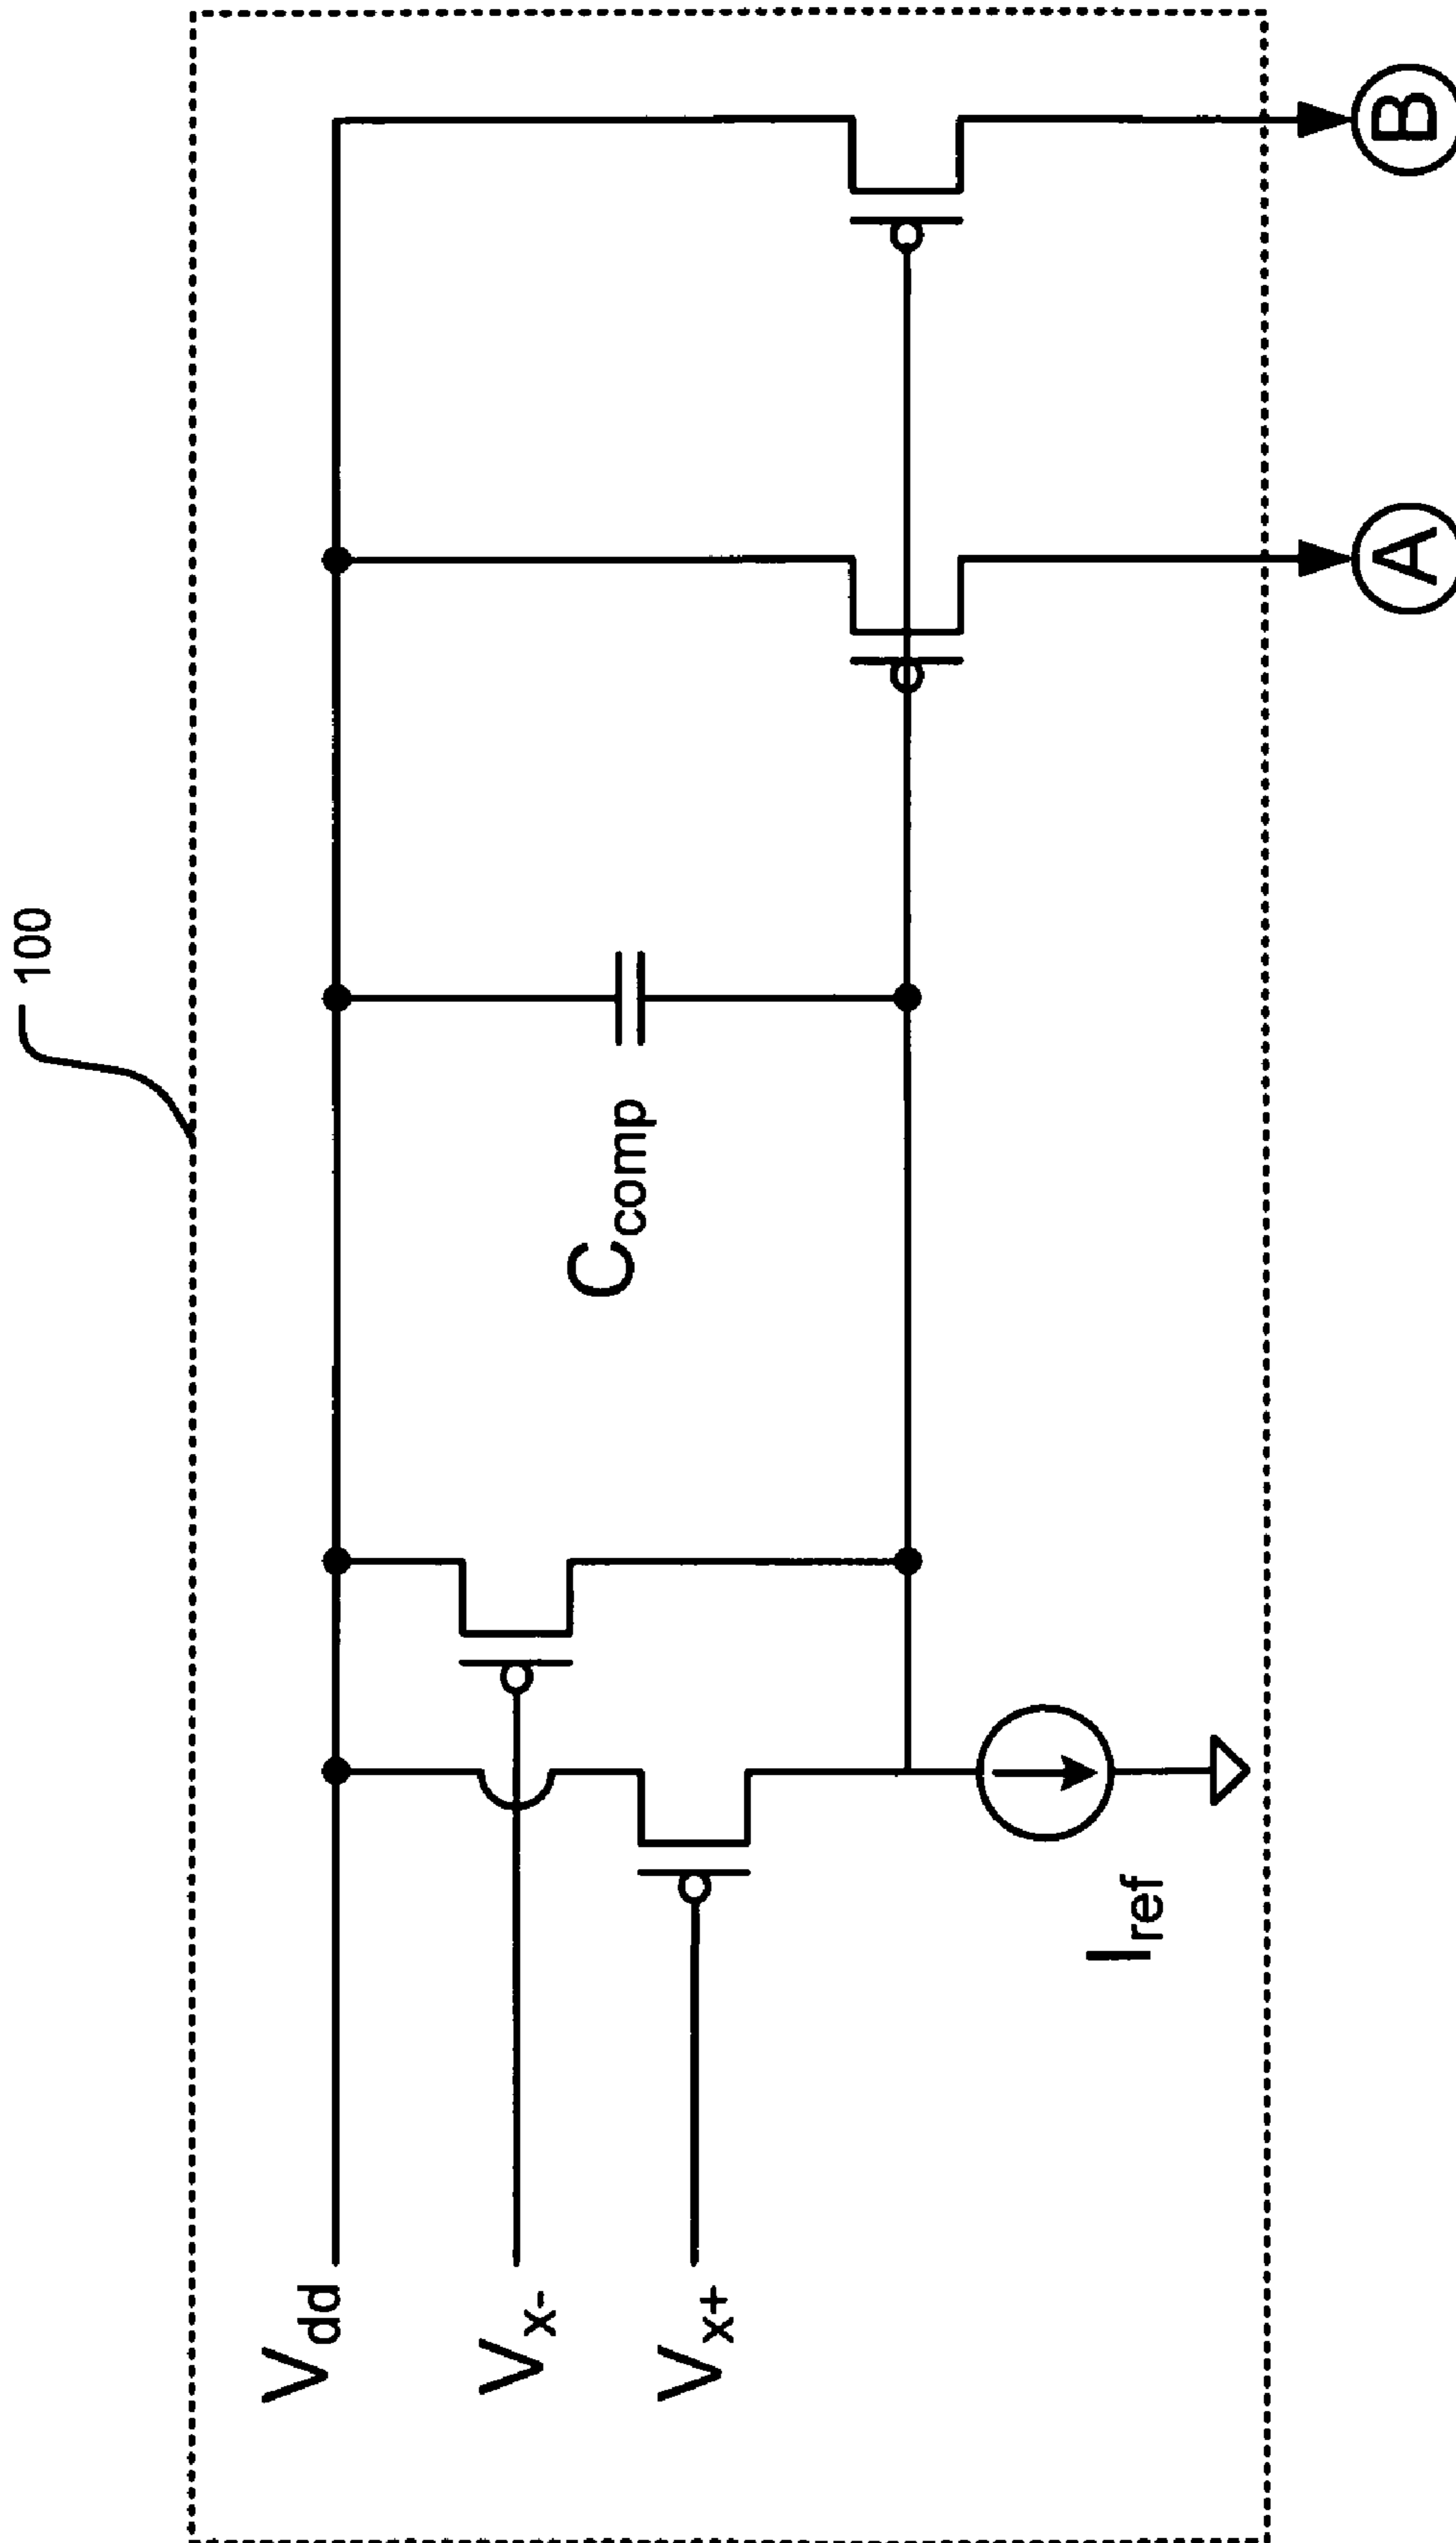 100
Vdd
Vx-
Vx+
Ccomp
Iref
A
B